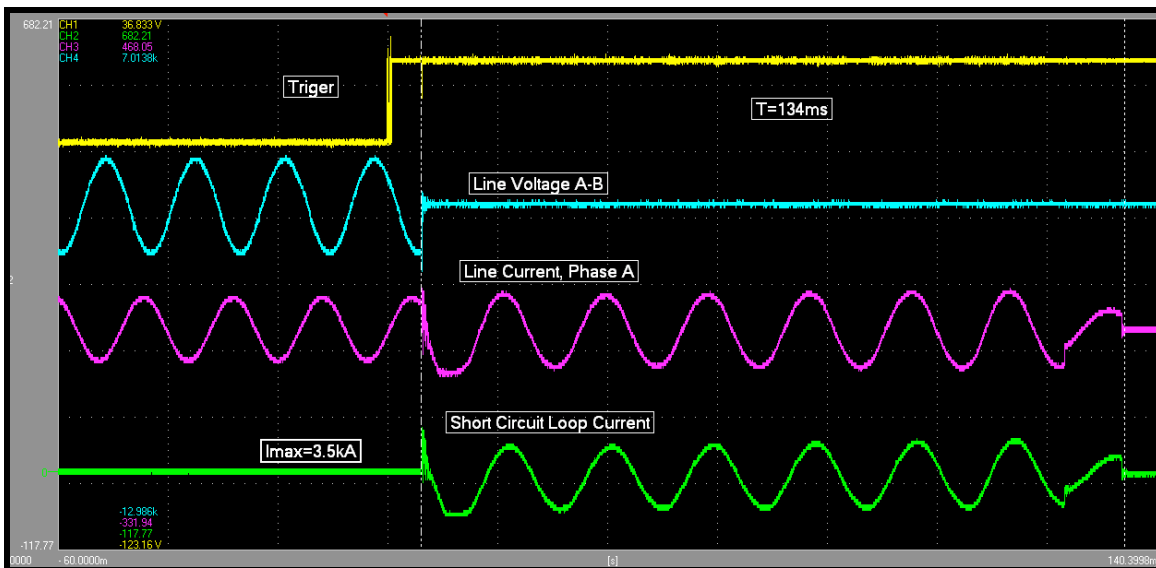 682.21
CH1 36.833 V
CH2 682.21
CH3 468.05
CH4 7.0138k
Triger
T=134ms
Line Voltage A-B
Line Current, Phase A
2
Short Circuit Loop Current
Imax=3.5kA
0
-12.986k
-331.94
-117.77
-123.16 V
-117.77
0000 -60.0000m [s] 140.3998m